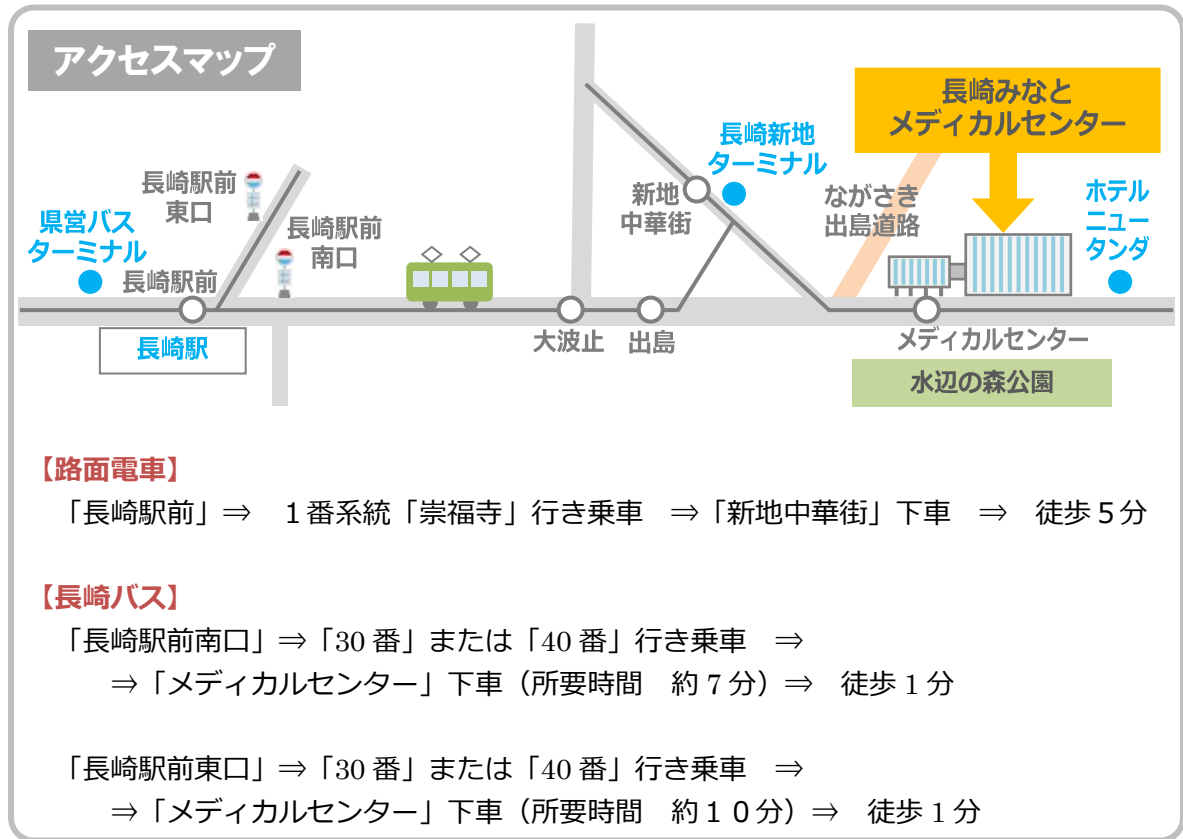 アクセスマップ
長崎みなと
メディカルセンター
長崎新地
ターミナル
長崎駅前
東口
新地
中華街
ながさき
出島道路
ホテル
ニュー
タンダ
県営バス
ターミナル
長崎駅前
南口
長崎駅前
長崎駅
大波止
出島
メディカルセンター
水辺の森公園
【路面電車】
「長崎駅前」⇒　１番系統「崇福寺」行き乗車　⇒「新地中華街」下車　⇒　徒歩５分
【長崎バス】
「長崎駅前南口」⇒「30 番」または「40 番」行き乗車　⇒
⇒「メディカルセンター」下車（所要時間　約 7 分）⇒　徒歩 1 分
「長崎駅前東口」⇒「30 番」または「40 番」行き乗車　⇒
⇒「メディカルセンター」下車（所要時間　約１０分）⇒　徒歩 1 分